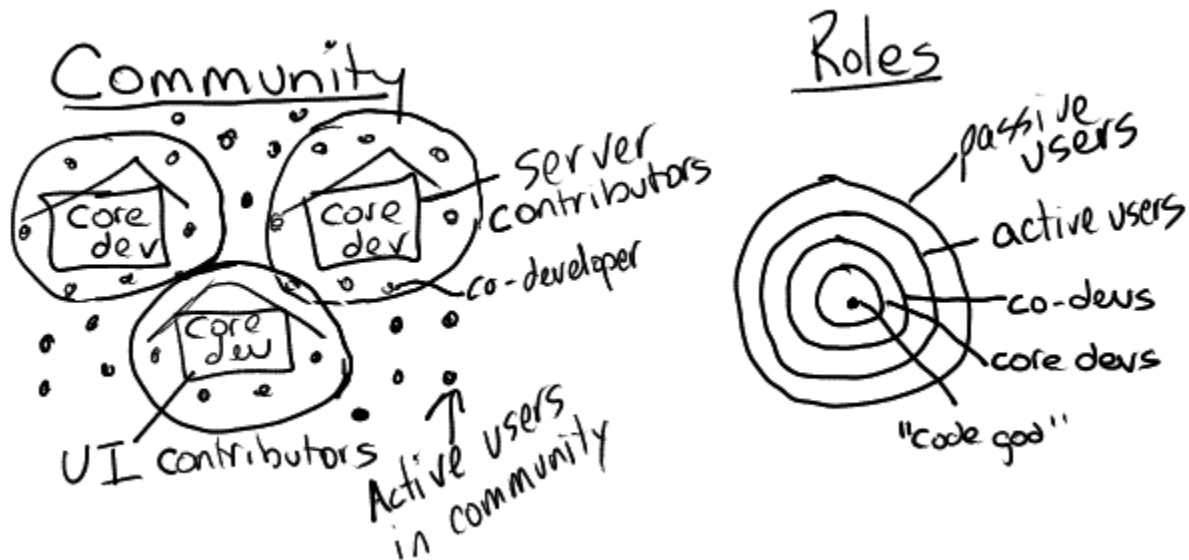 Community
core
dev
core
dev
server
contributors
co-developer
core
dev
UI contributors
Active users
in community
Roles
passive
users
active users
co-devs
core devs
"code god"